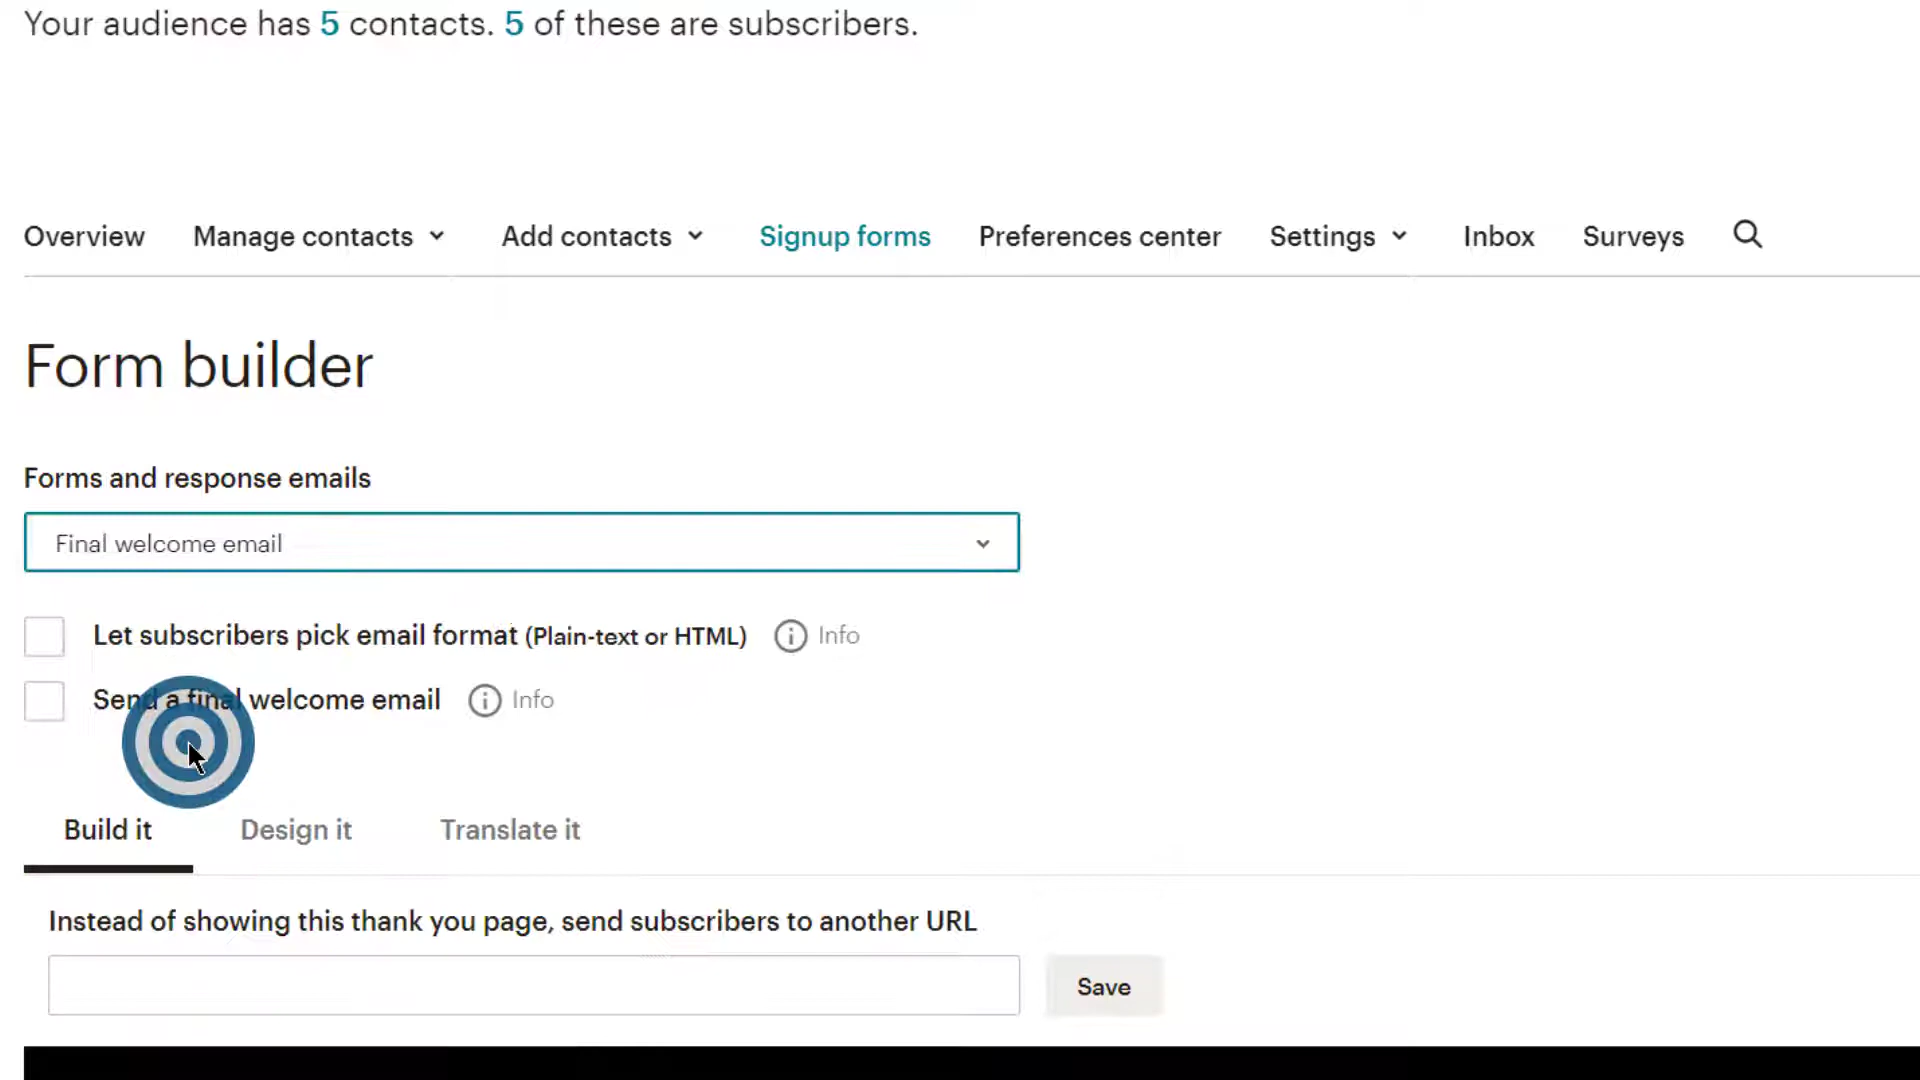 Your audience has 5 contacts. 5 of these are subscribers.
Overview Manage contacts Add contacts Signup forms Preferences center Settings Inbox Surveys
Form builder
Forms and response emails
Final welcome email
Let subscribers pick email format (Plain-text or HTML) Info
Send a final welcome email Info
Build it Design it Translate it
Instead of showing this thank you page, send subscribers to another URL
Save